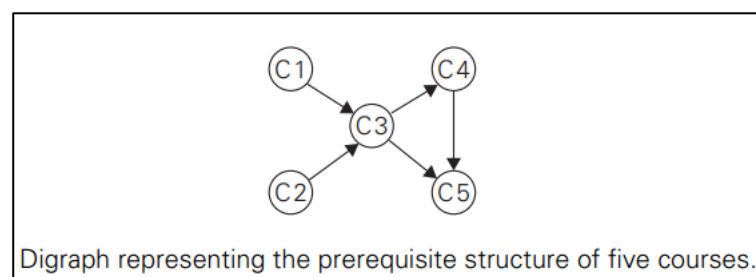 C1 C4
C3
C2 C5
Digraph representing the prerequisite structure of five courses.